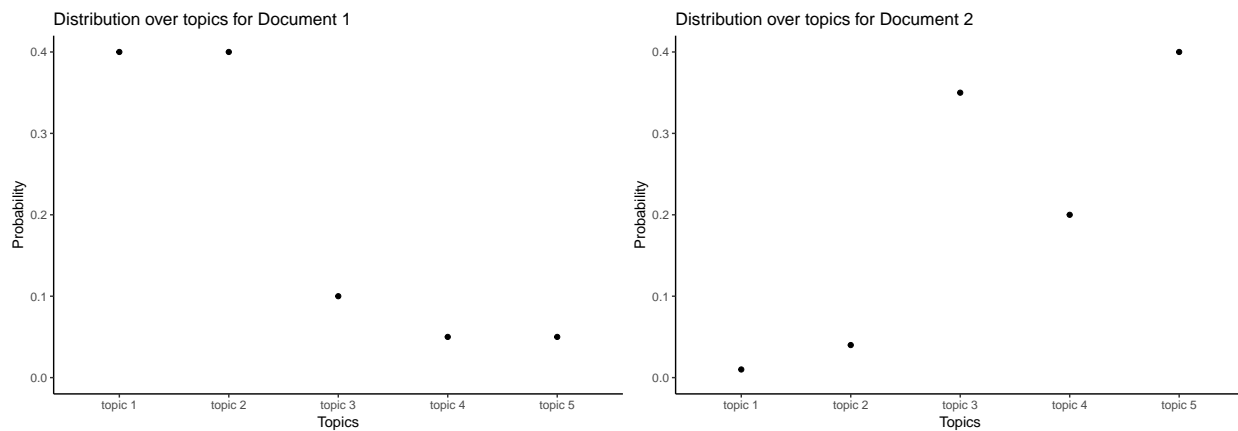 Distribution over topics for Document 1
0.4
0.3
0.2
0.1
0.0
Probability
topic 1 topic 2 topic 3 topic 4 topic 5
Topics
Distribution over topics for Document 2
0.4
0.3
0.2
0.1
0.0
Probability
topic 1 topic 2 topic 3 topic 4 topic 5
Topics